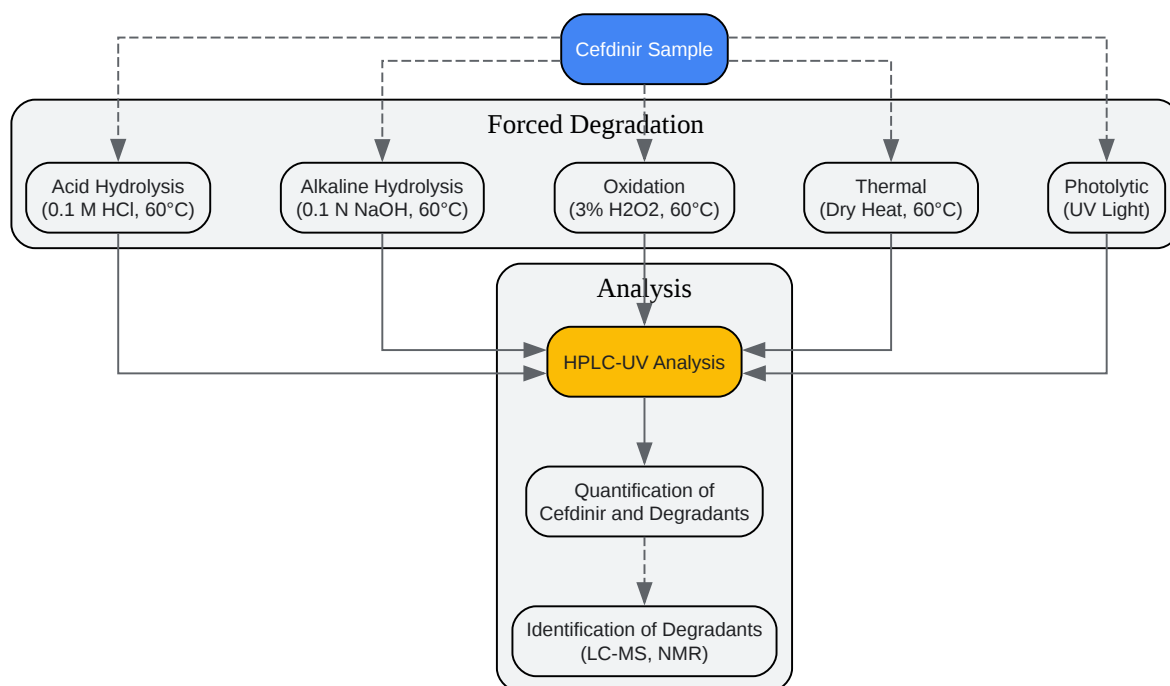 Cefdinir Sample
Forced Degradation
Acid Hydrolysis
(0.1 M HCl, 60°C)
Alkaline Hydrolysis
(0.1 N NaOH, 60°C)
Oxidation
(3% H2O2, 60°C)
Thermal
(Dry Heat, 60°C)
Photolytic
(UV Light)
Analysis
HPLC-UV Analysis
Quantification of
Cefdinir and Degradants
Identification of Degradants
(LC-MS, NMR)